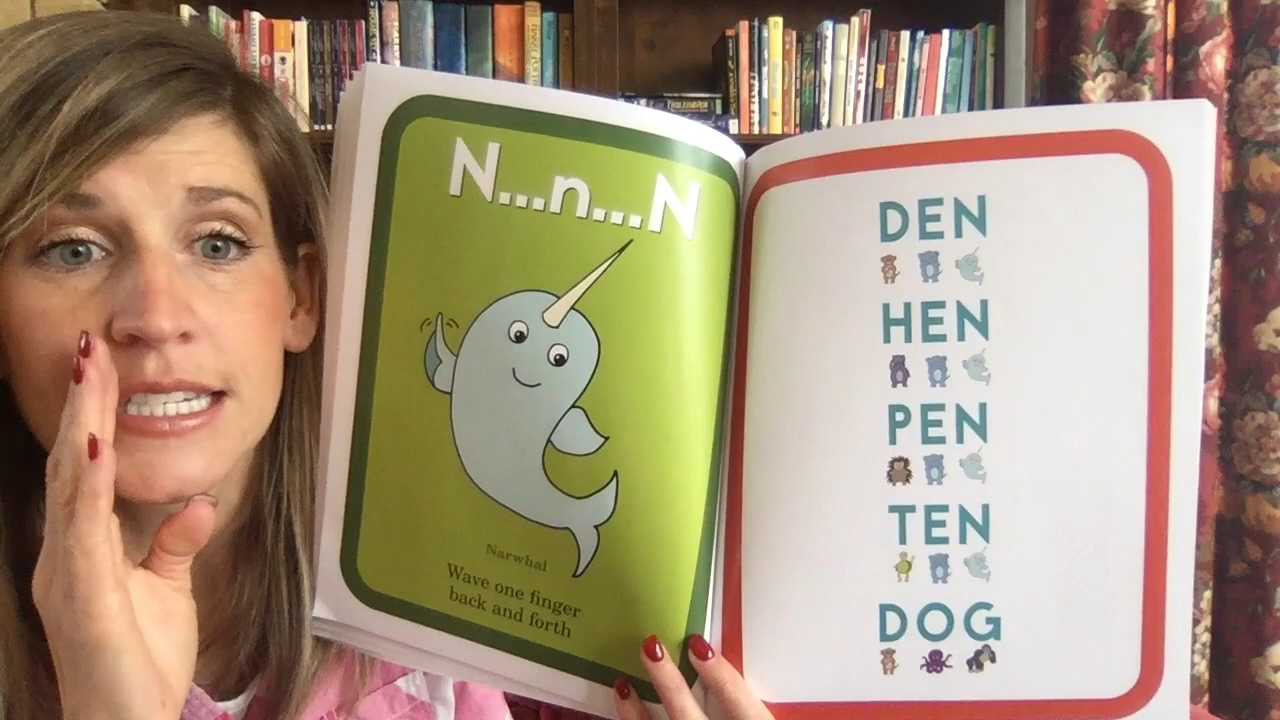 N...n...N
Narwhal
Wave one finger
back and forth
DEN
HEN
PEN
TEN
DOG